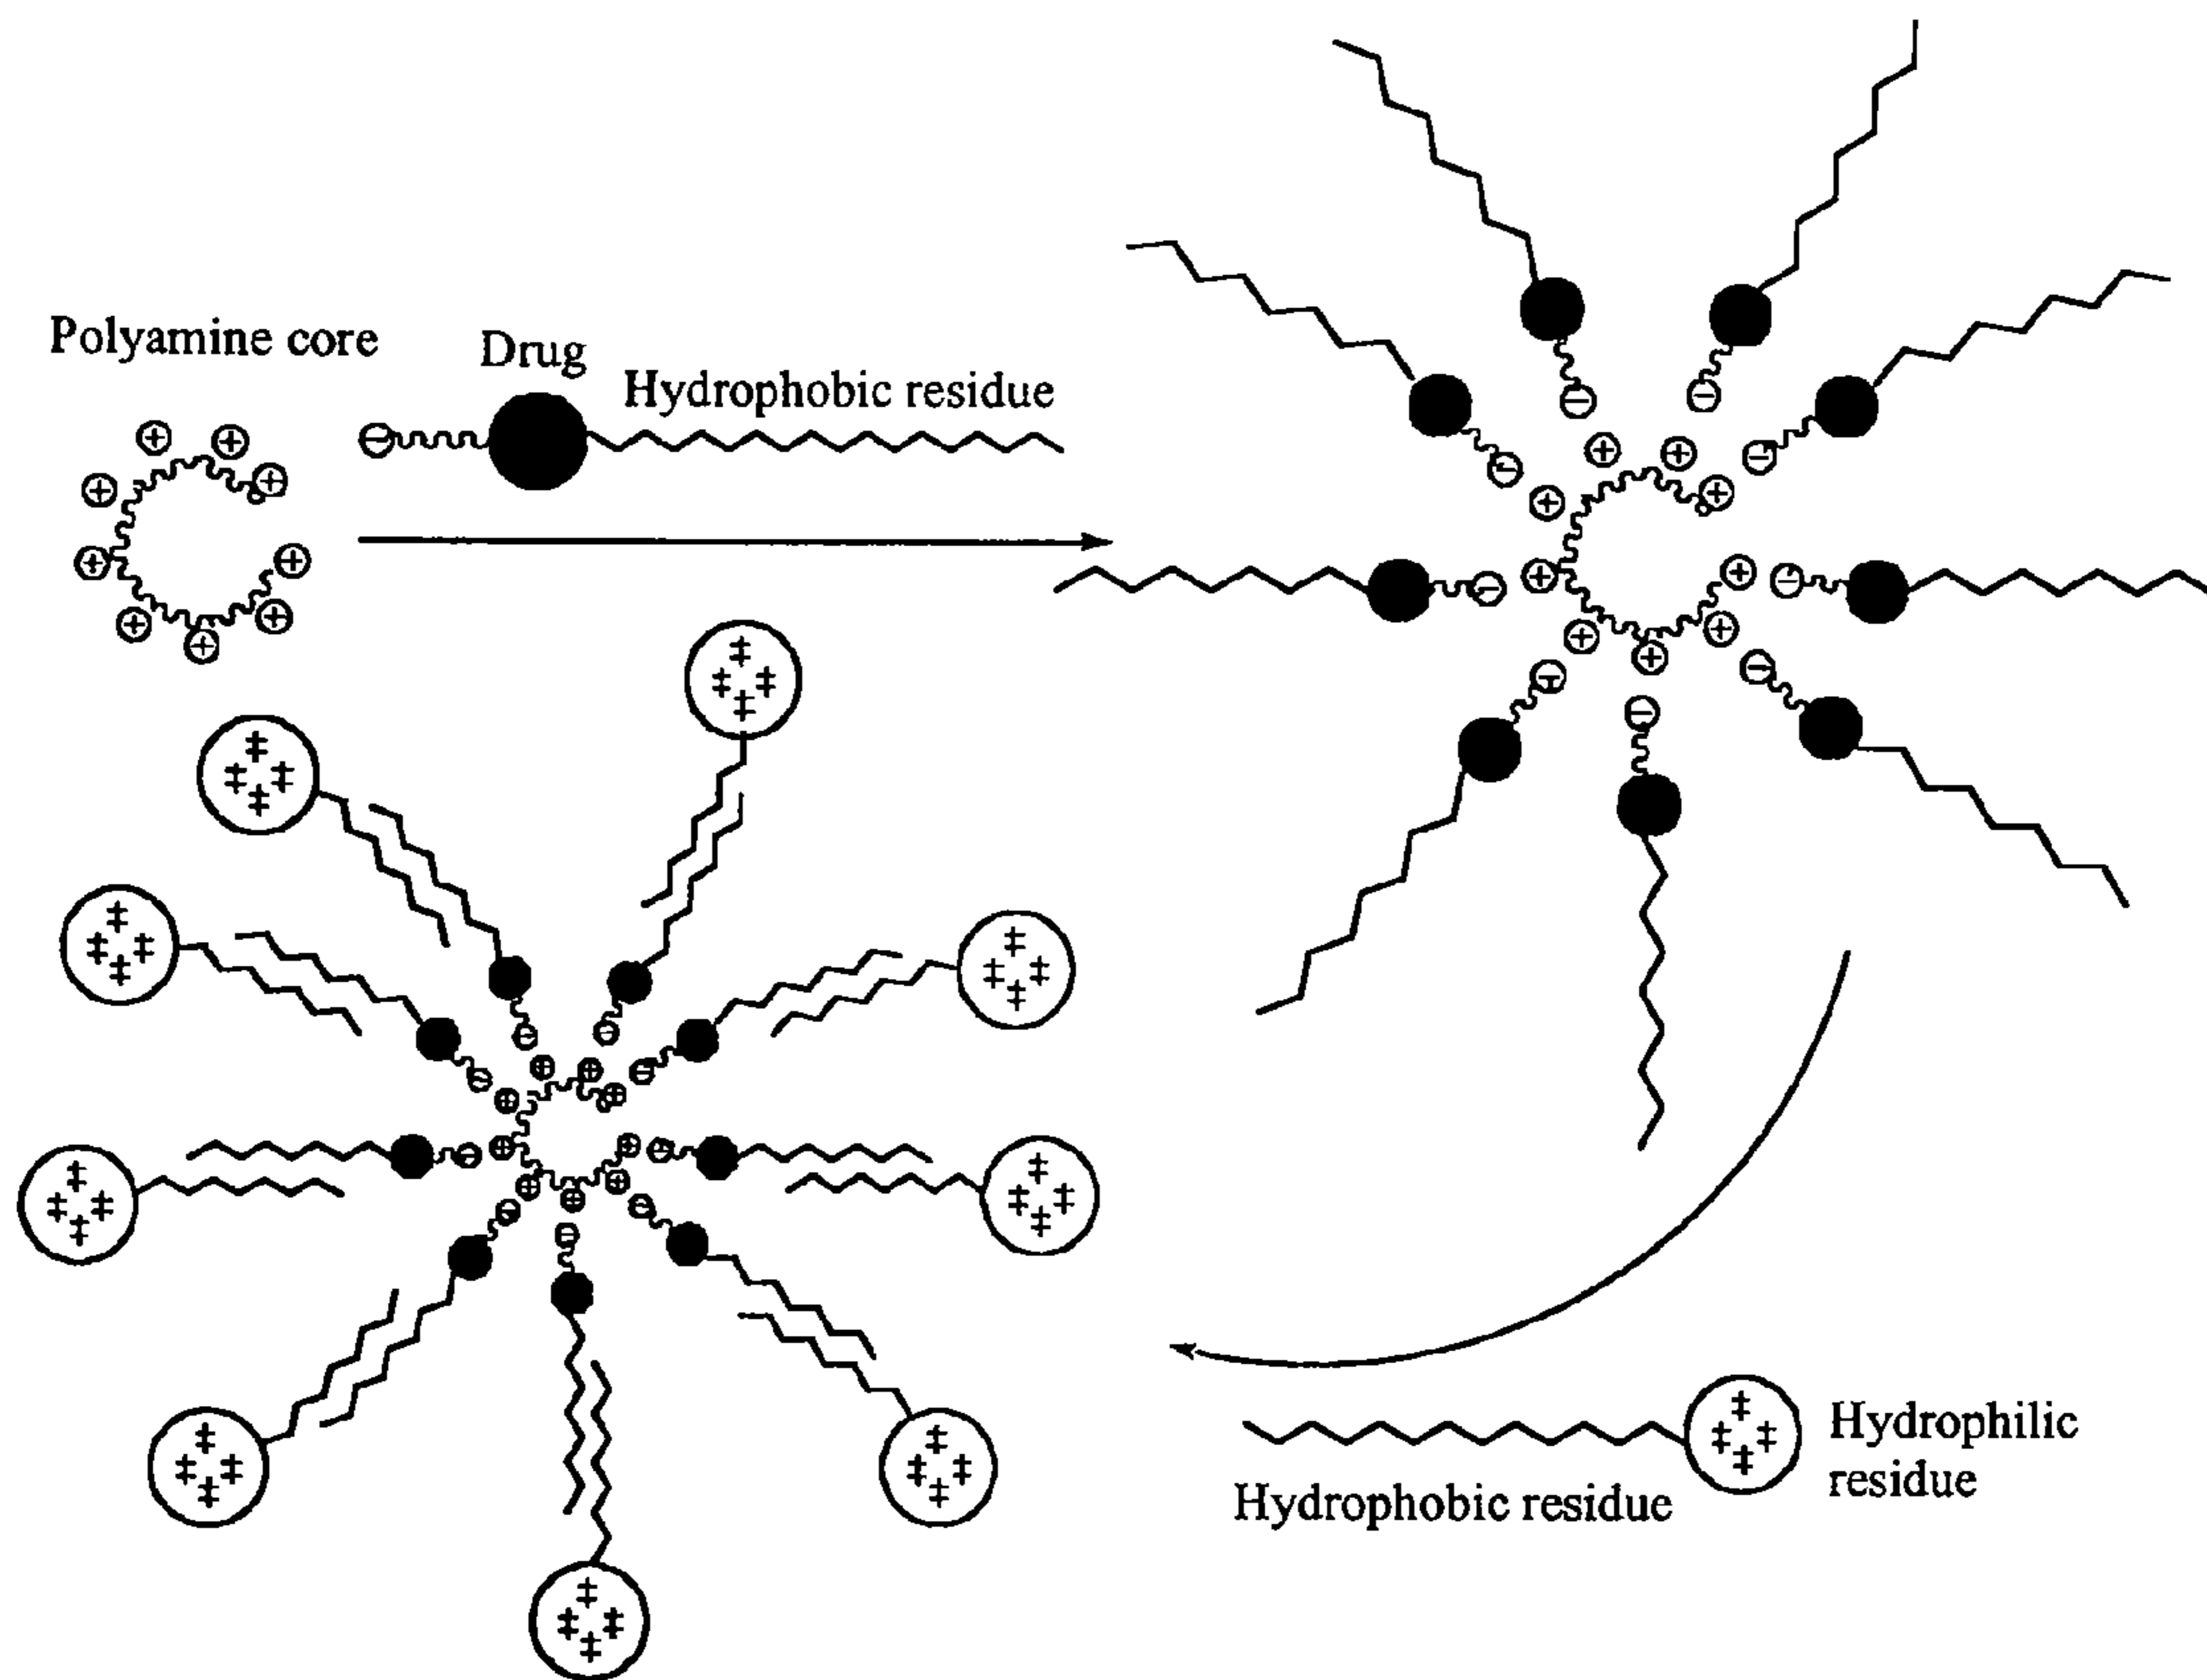 Polyamine core
Drug
Hydrophobic residue
Hydrophilic
residue
Hydrophobic residue